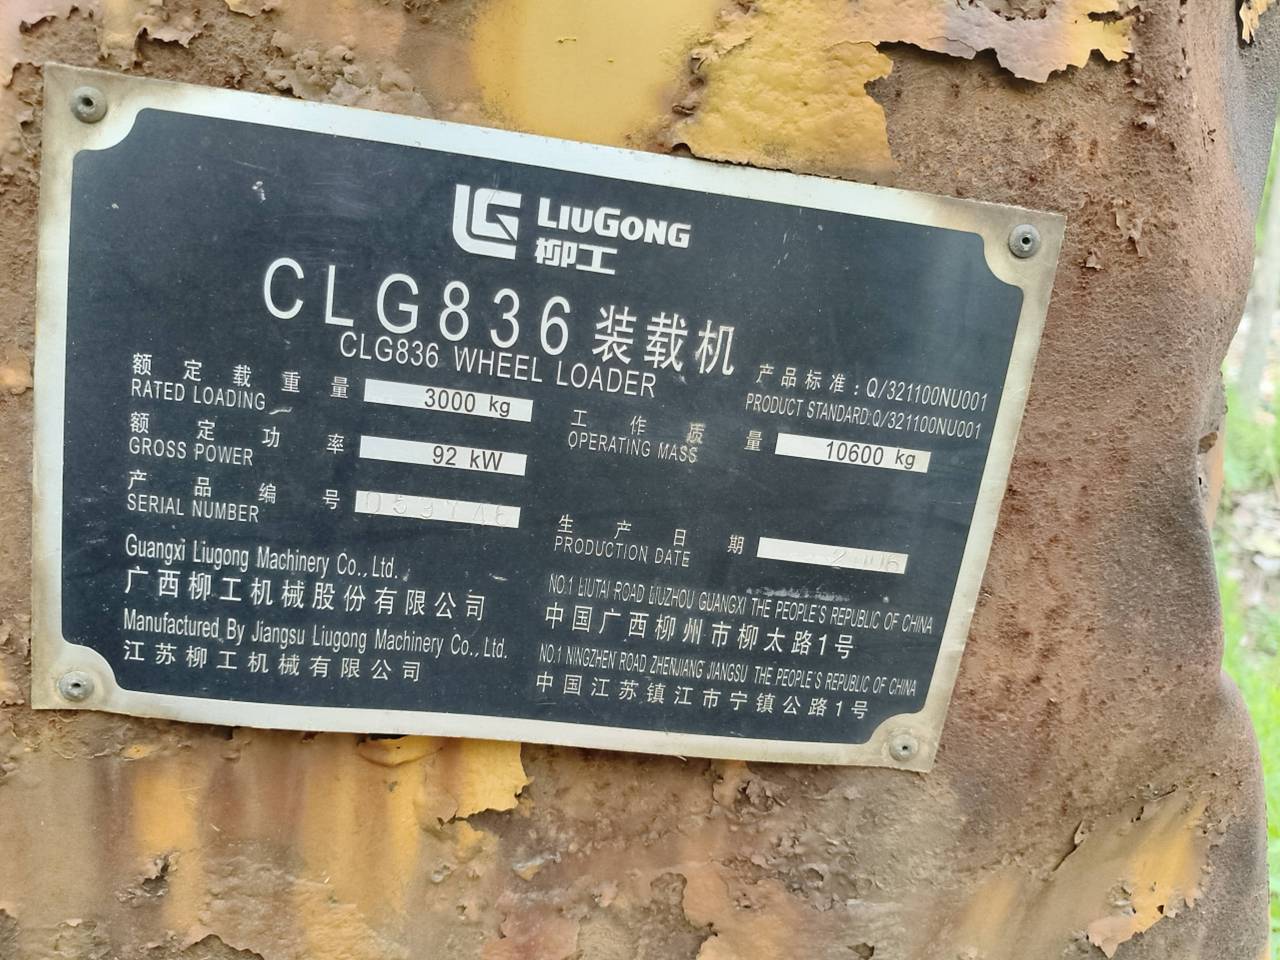 LG LIUGONG
柳工
CLG836 装载机
CLG836 WHEEL LOADER
产品标准: Q/321100NU001
PRODUCT STANDARD:Q/321100NU001
额定载重量 3000 kg
RATED LOADING
工作质量 10600 kg
OPERATING MASS
额定功率 92 kW
GROSS POWER
产品编号
SERIAL NUMBER
生产日期
PRODUCTION DATE
Guangxi Liugong Machinery Co., Ltd.
广西柳工机械股份有限公司
Manufactured By Jiangsu Liugong Machinery Co., Ltd.
江苏柳工机械有限公司
NO.1 LIUTAI ROAD LIUZHOU GUANGXI THE PEOPLE'S REPUBLIC OF CHINA
中国广西柳州市柳太路1号
NO.1 NINGZHEN ROAD ZHENJIANG JIANGSU THE PEOPLE'S REPUBLIC OF CHINA
中国江苏镇江市宁镇公路1号